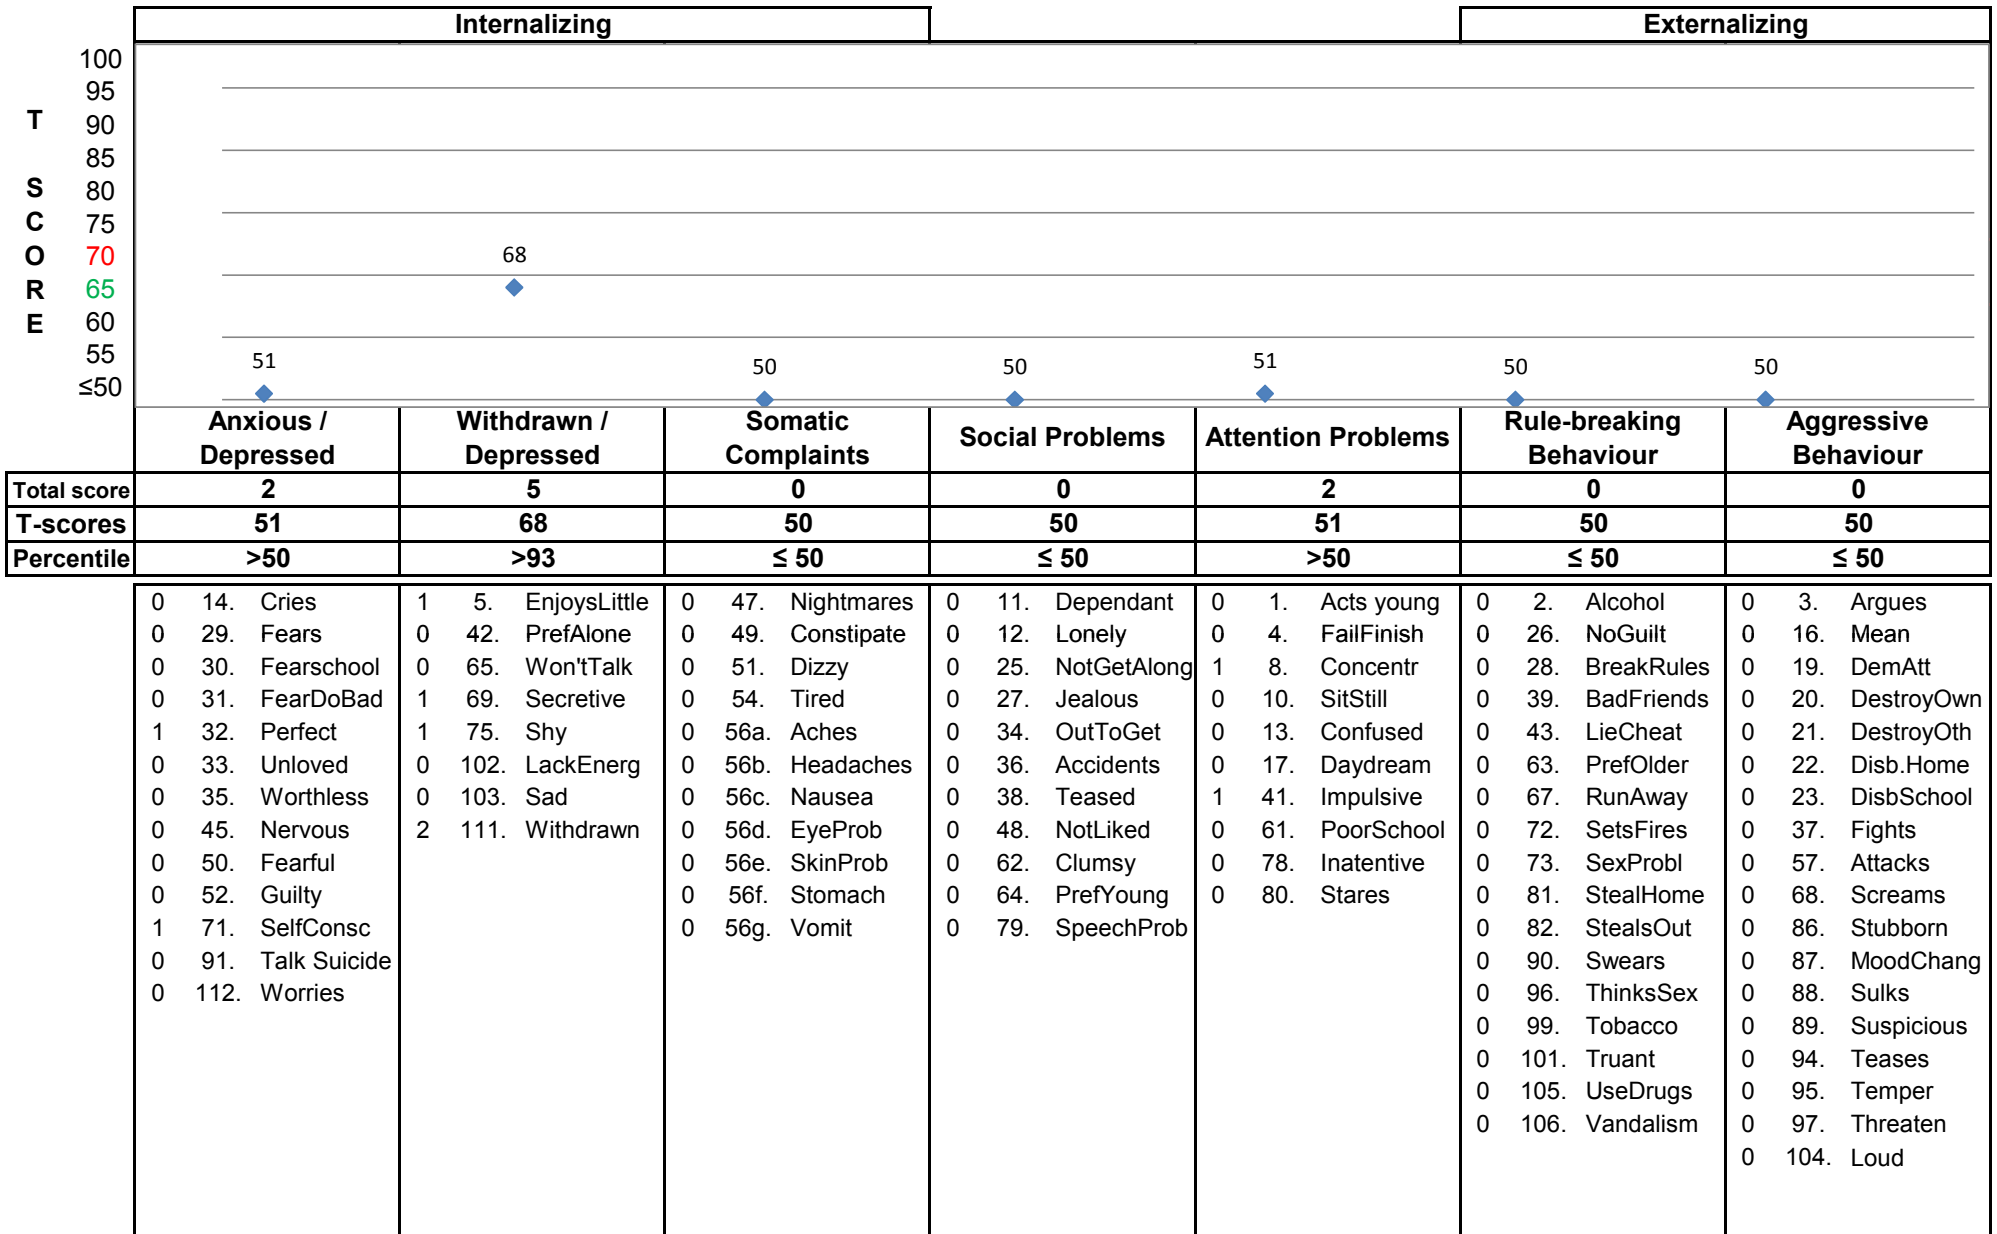 Internalizing Externalizing
100
95
T 90
85
S 80
C 75
O 70
R 65
E 60
55
≤50
51 68 50 50 51 50 50
Anxious / Withdrawn / Somatic Social Problems Attention Problems Rule-breaking Aggressive
Depressed Depressed Complaints Behaviour Behaviour
Total score 2 5 0 0 2 0 0
T-scores 51 68 50 50 51 50 50
Percentile >50 >93 ≤ 50 ≤ 50 >50 ≤ 50 ≤ 50
0 14. Cries 1 5. EnjoysLittle 0 47. Nightmares 0 11. Dependant 0 1. Acts young 0 2. Alcohol 0 3. Argues
0 29. Fears 0 42. PrefAlone 0 49. Constipate 0 12. Lonely 0 4. FailFinish 0 26. NoGuilt 0 16. Mean
0 30. Fearschool 0 65. Won'tTalk 0 51. Dizzy 0 25. NotGetAlong 1 8. Concentr 0 28. BreakRules 0 19. DemAtt
0 31. FearDoBad 1 69. Secretive 0 54. Tired 0 27. Jealous 0 10. SitStill 0 39. BadFriends 0 20. DestroyOwn
1 32. Perfect 1 75. Shy 0 56a. Aches 0 34. OutToGet 0 13. Confused 0 43. LieCheat 0 21. DestroyOth
0 33. Unloved 0 102. LackEnerg 0 56b. Headaches 0 36. Accidents 0 17. Daydream 0 63. PrefOlder 0 22. Disb.Home
0 35. Worthless 0 103. Sad 0 56c. Nausea 0 38. Teased 1 41. Impulsive 0 67. RunAway 0 23. DisbSchool
0 45. Nervous 2 111. Withdrawn 0 56d. EyeProb 0 48. NotLiked 0 61. PoorSchool 0 72. SetsFires 0 37. Fights
0 50. Fearful 0 56e. SkinProb 0 62. Clumsy 0 78. Inatentive 0 73. SexProbl 0 57. Attacks
0 52. Guilty 0 56f. Stomach 0 64. PrefYoung 0 80. Stares 0 81. StealHome 0 68. Screams
1 71. SelfConsc 0 56g. Vomit 0 79. SpeechProb 0 82. StealsOut 0 86. Stubborn
0 91. Talk Suicide 0 90. Swears 0 87. MoodChang
0 112. Worries 0 96. ThinksSex 0 88. Sulks
0 99. Tobacco 0 89. Suspicious
0 101. Truant 0 94. Teases
0 105. UseDrugs 0 95. Temper
0 106. Vandalism 0 97. Threaten
0 104. Loud